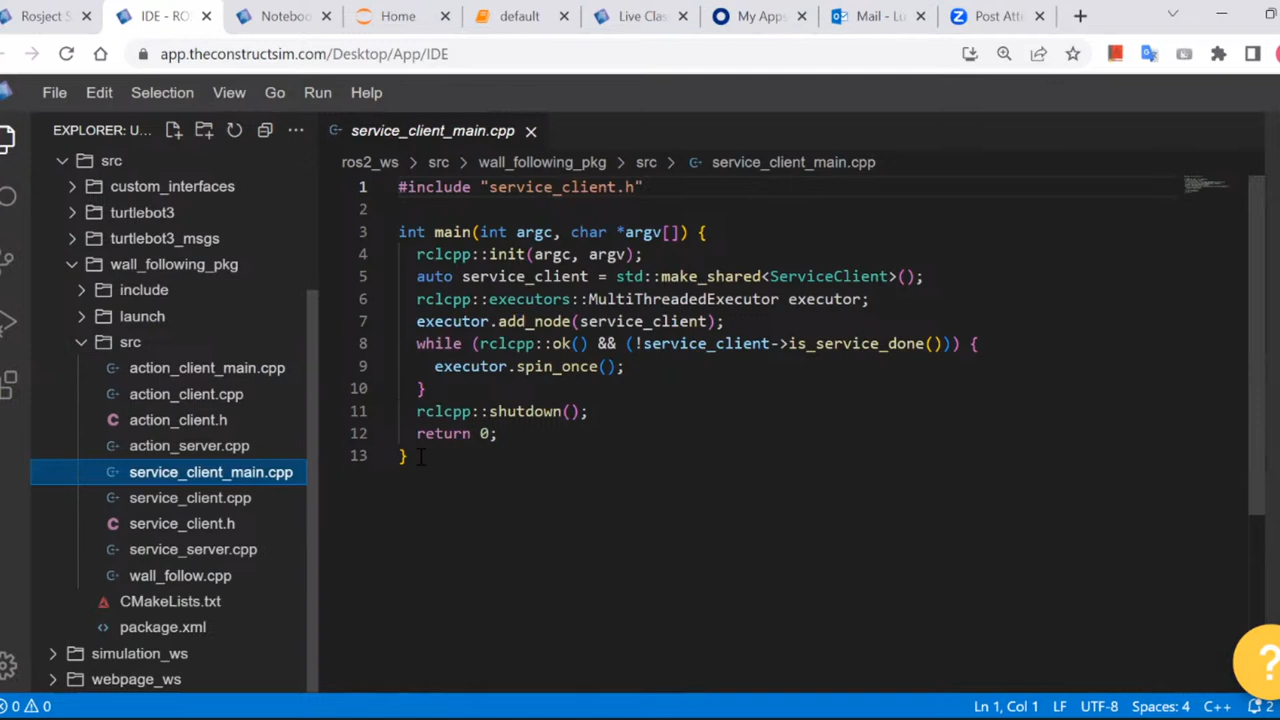 Rosject S
IDE - RO
Noteboo
Home
default
Live Clas
My Apps
Mail - Lu
Post Atte
app.theconstructsim.com/Desktop/App/IDE
File Edit Selection View Go Run Help
EXPLORER: U...
service_client_main.cpp
ros2_ws > src > wall_following_pkg > src > service_client_main.cpp
src
custom_interfaces
turtlebot3
turtlebot3_msgs
wall_following_pkg
include
launch
src
action_client_main.cpp
action_client.cpp
action_client.h
action_server.cpp
service_client_main.cpp
service_client.cpp
service_client.h
service_server.cpp
wall_follow.cpp
CMakeLists.txt
package.xml
simulation_ws
webpage_ws
1 #include "service_client.h"
2
3 int main(int argc, char *argv[]) {
4 rclcpp::init(argc, argv);
5 auto service_client = std::make_shared<ServiceClient>();
6 rclcpp::executors::MultiThreadedExecutor executor;
7 executor.add_node(service_client);
8 while (rclcpp::ok() && (!service_client->is_service_done())) {
9 executor.spin_once();
10 }
11 rclcpp::shutdown();
12 return 0;
13 }
?
0 0
Ln 1, Col 1 LF UTF-8 Spaces: 4 C++ 2